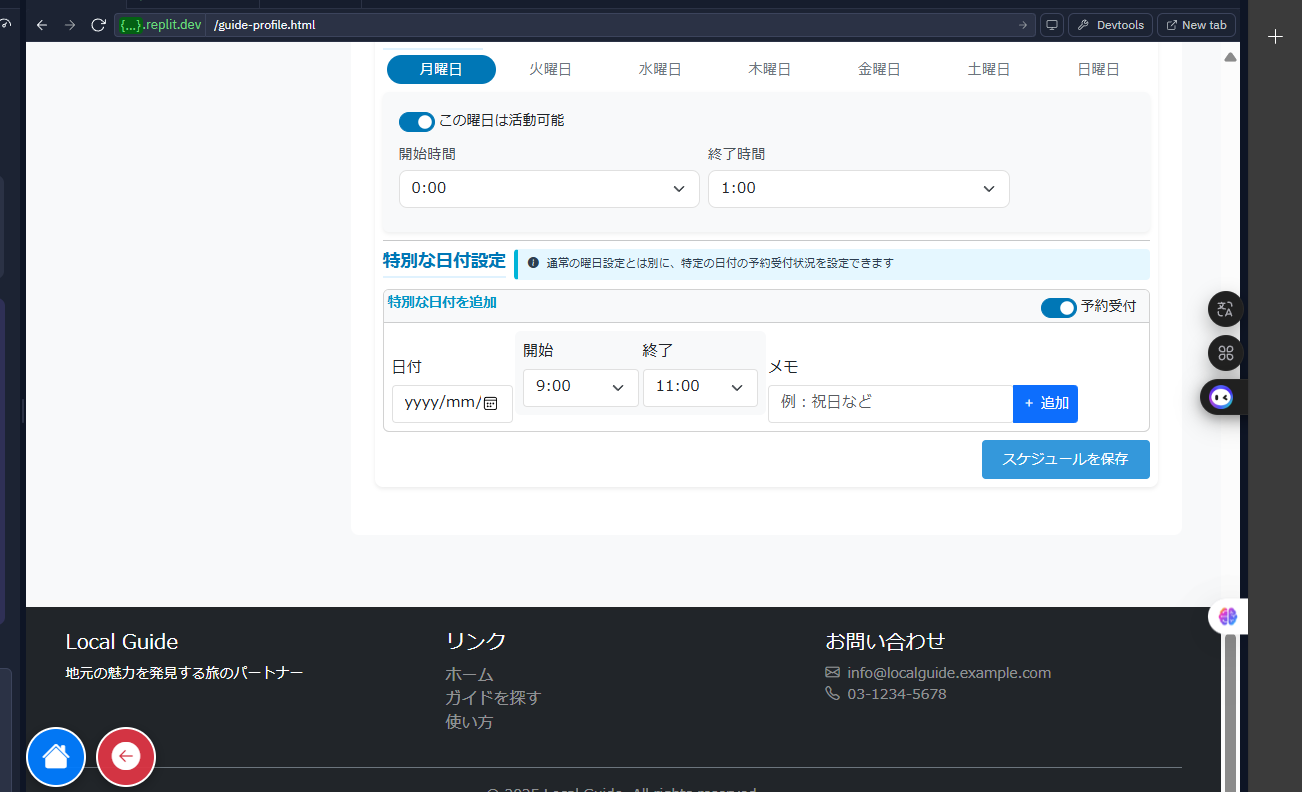 {...}.replit.dev /guide-profile.html
Devtools
New tab
月曜日 火曜日 水曜日 木曜日 金曜日 土曜日 日曜日
この曜日は活動可能
開始時間 終了時間
0:00 1:00
特別な日付設定 通常の曜日設定とは別に、特定の日付の予約受付状況を設定できます
特別な日付を追加 予約受付
開始 終了
日付 メモ
9:00 11:00
yyyy/mm/ 例：祝日など + 追加
スケジュールを保存
Local Guide リンク お問い合わせ
地元の魅力を発見する旅のパートナー ホーム info@localguide.example.com
ガイドを探す 03-1234-5678
使い方
© 2025 Local Guide. All rights reserved.